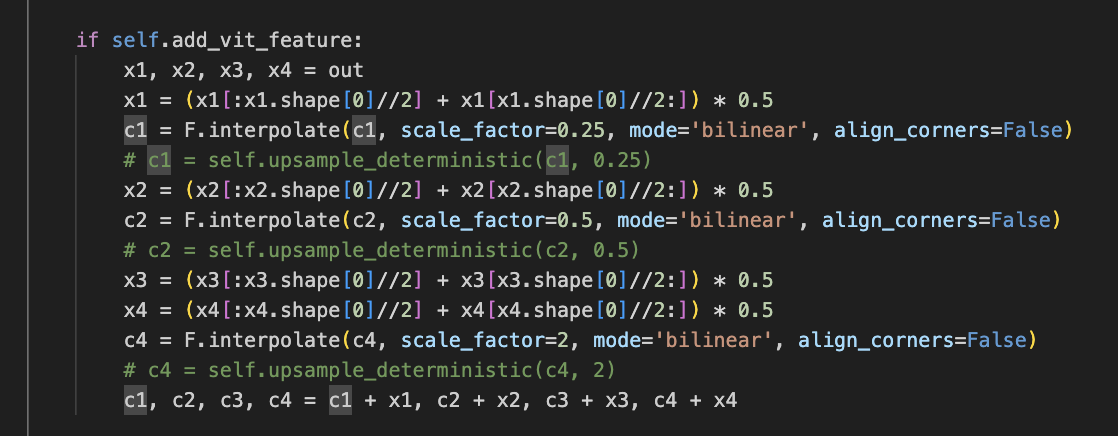 if self.add_vit_feature:
x1, x2, x3, x4 = out
x1 = (x1[:x1.shape[0]//2] + x1[x1.shape[0]//2:]) * 0.5
c1 = F.interpolate(c1, scale_factor=0.25, mode='bilinear', align_corners=False)
# c1 = self.upsample_deterministic(c1, 0.25)
x2 = (x2[:x2.shape[0]//2] + x2[x2.shape[0]//2:]) * 0.5
c2 = F.interpolate(c2, scale_factor=0.5, mode='bilinear', align_corners=False)
# c2 = self.upsample_deterministic(c2, 0.5)
x3 = (x3[:x3.shape[0]//2] + x3[x3.shape[0]//2:]) * 0.5
x4 = (x4[:x4.shape[0]//2] + x4[x4.shape[0]//2:]) * 0.5
c4 = F.interpolate(c4, scale_factor=2, mode='bilinear', align_corners=False)
# c4 = self.upsample_deterministic(c4, 2)
c1, c2, c3, c4 = c1 + x1, c2 + x2, c3 + x3, c4 + x4